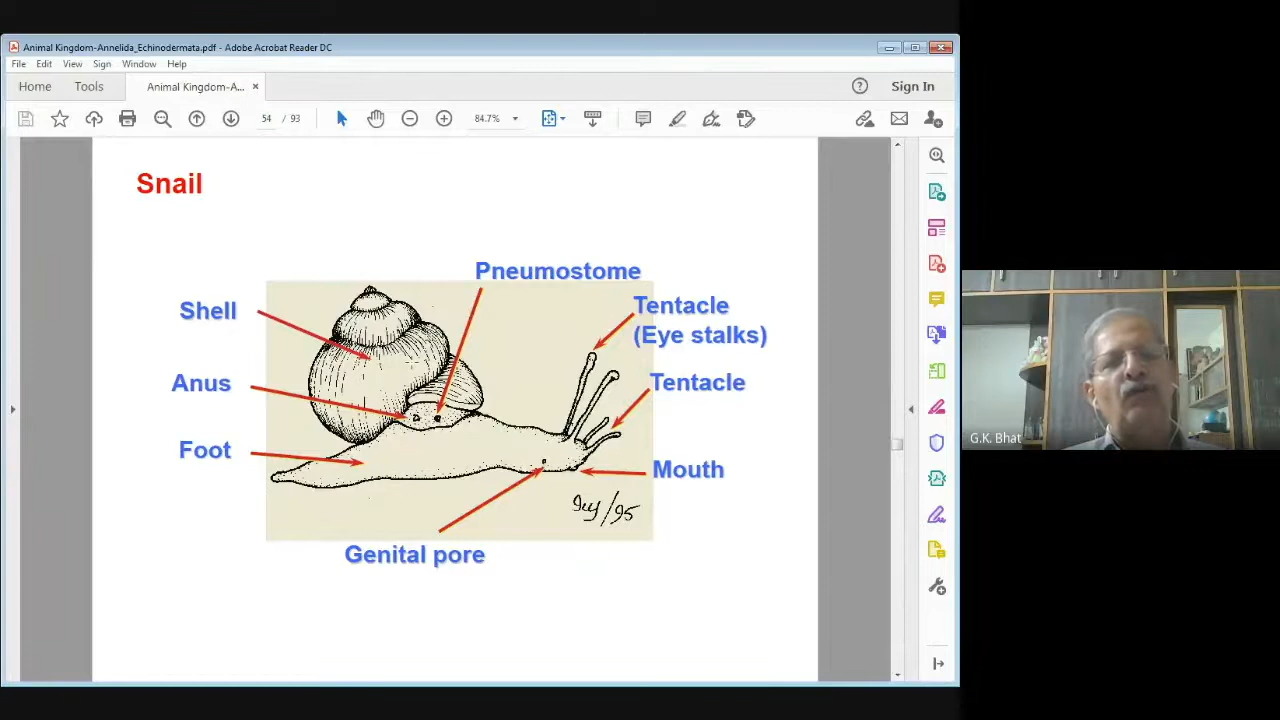 Animal Kingdom-Annelida_Echinodermata.pdf - Adobe Acrobat Reader DC
File Edit View Sign Window Help
Home Tools Animal Kingdom-A... Sign In
54 / 93 84.7%
Snail
Pneumostome
Shell
Tentacle
(Eye stalks)
Anus
Tentacle
Foot
Mouth
Genital pore
G.K. Bhat